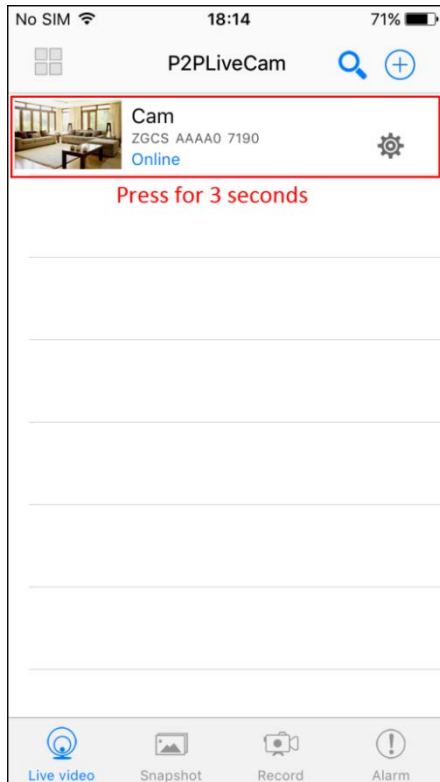 No SIM 18:14 71%
P2PLiveCam
Cam
ZGCS AAAA0 7190
Online
Press for 3 seconds
Live video Snapshot Record Alarm